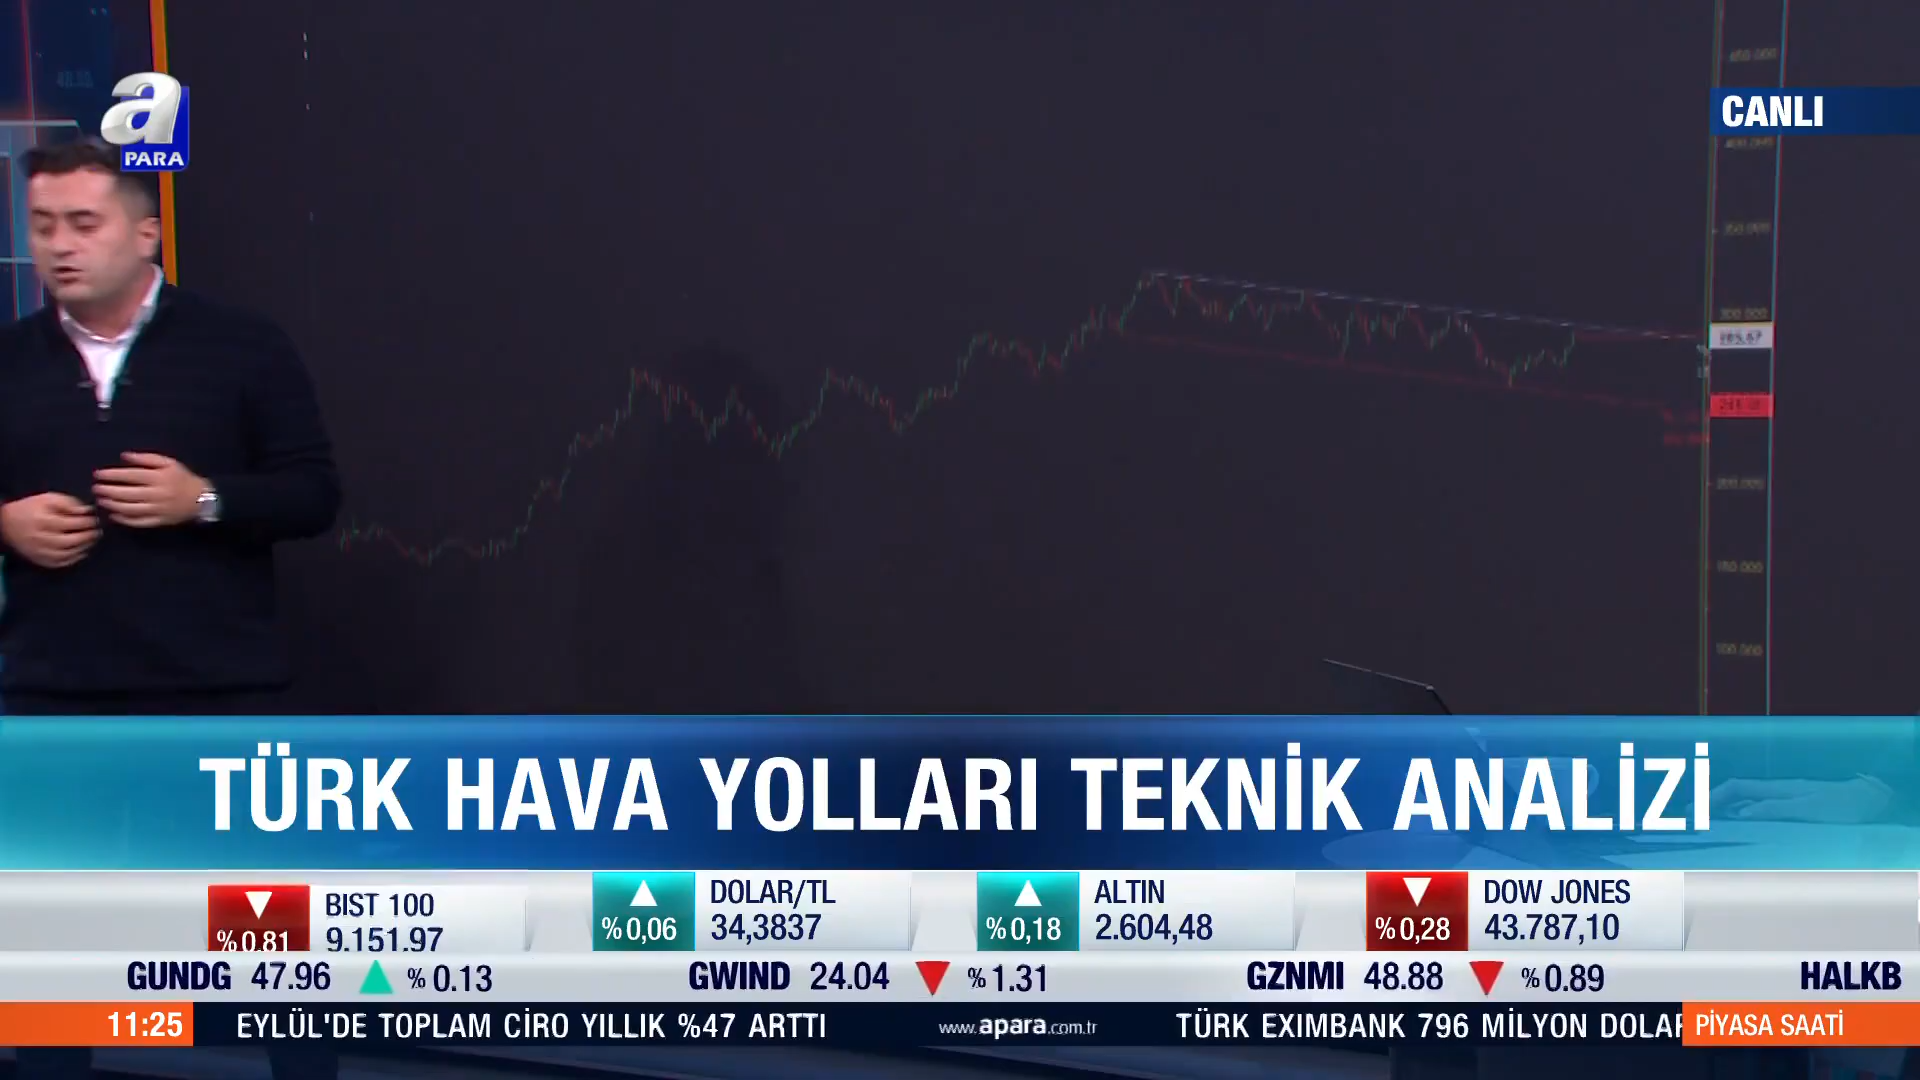 a
PARA
CANLI
TÜRK HAVA YOLLARI TEKNİK ANALİZİ
%0,81 BIST 100 9.151,97
%0,06 DOLAR/TL 34,3837
%0,18 ALTIN 2.604,48
%0,28 DOW JONES 43.787,10
GUNDG 47.96 %0.13 GWIND 24.04 %1.31 GZNMI 48.88 %0.89 HALKB
11:25 EYLÜL'DE TOPLAM CİRO YILLIK %47 ARTTI www.apara.com.tr TÜRK EXIMBANK 796 MİLYON DOLAR PİYASA SAATİ